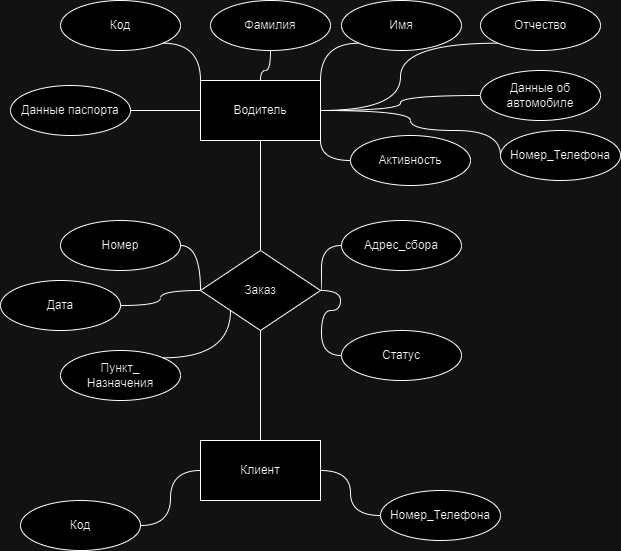 Код
Фамилия
Имя
Отчество
Данные паспорта
Водитель
Данные об
автомобиле
Активность
Номер_Телефона
Номер
Адрес_сбора
Дата
Заказ
Пункт_
Назначения
Статус
Клиент
Код
Номер_Телефона